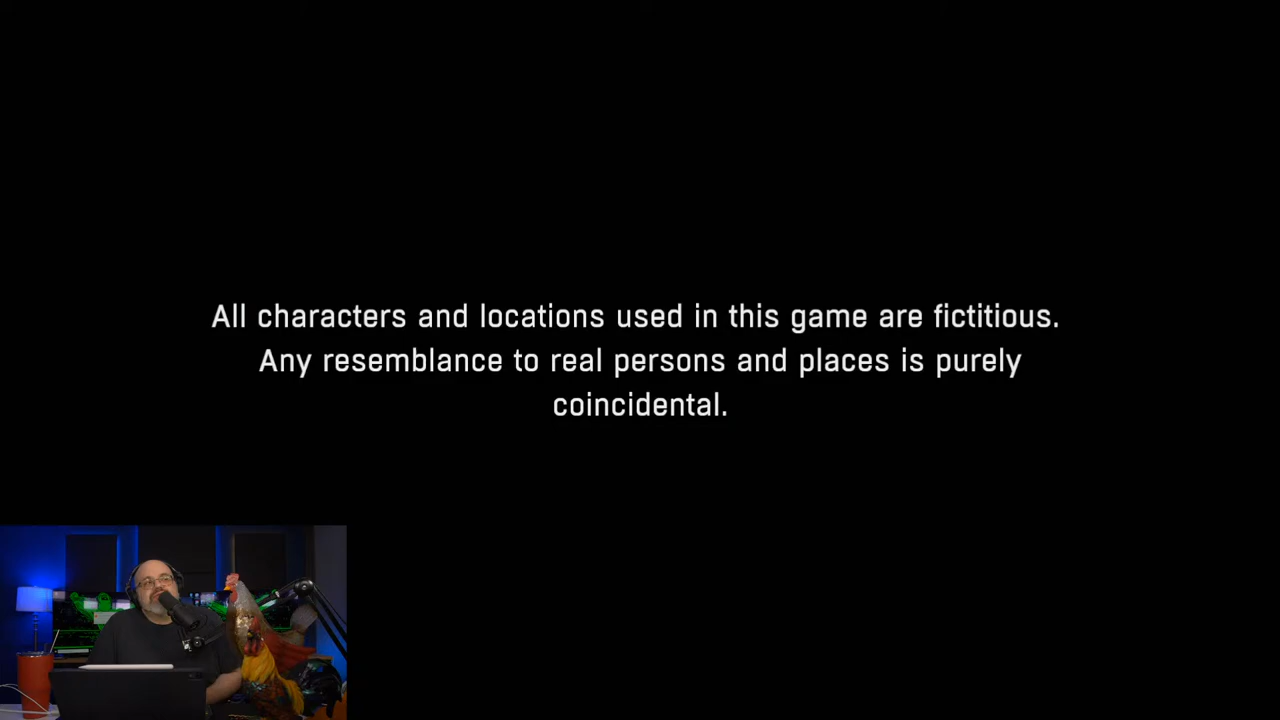 All characters and locations used in this game are fictitious.
Any resemblance to real persons and places is purely
coincidental.